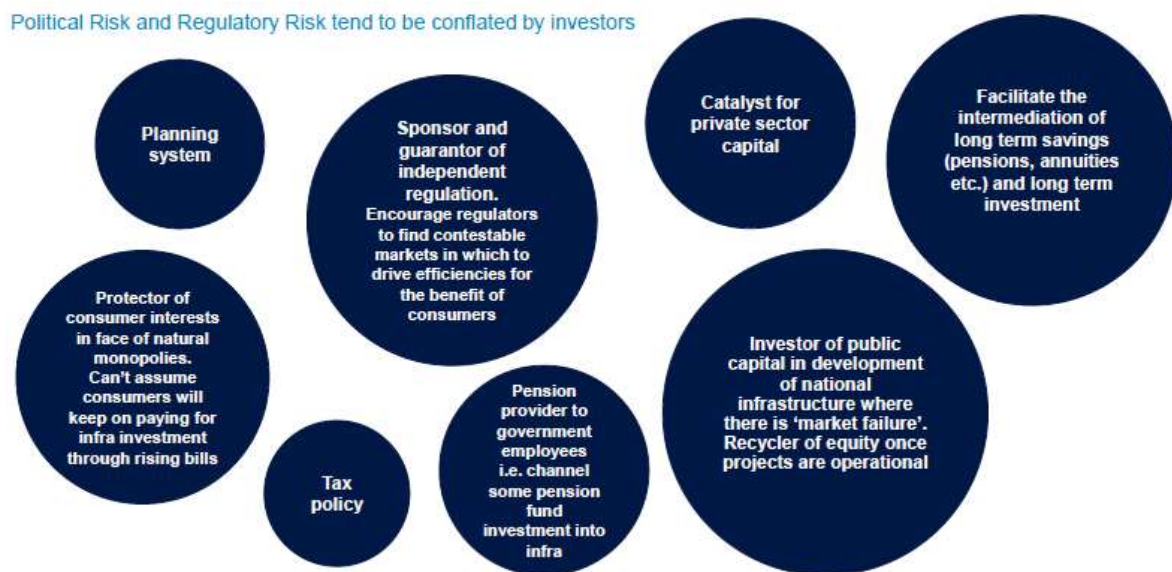 Political Risk and Regulatory Risk tend to be conflated by investors
Planning
system
Sponsor and
guarantor of
independent
regulation.
Encourage regulators
to find contestable
markets in which to
drive efficiencies for
the benefit of
consumers
Catalyst for
private sector
capital
Facilitate the
intermediation of
long term savings
(pensions, annuities
etc.) and long term
investment
Protector of
consumer interests
in face of natural
monopolies.
Can't assume
consumers will
keep on paying for
infra investment
through rising bills
Tax
policy
Pension
provider to
government
employees
i.e. channel
some pension
fund
investment into
infra
Investor of public
capital in development
of national
infrastructure where
there is ‘market failure’.
Recycler of equity once
projects are operational